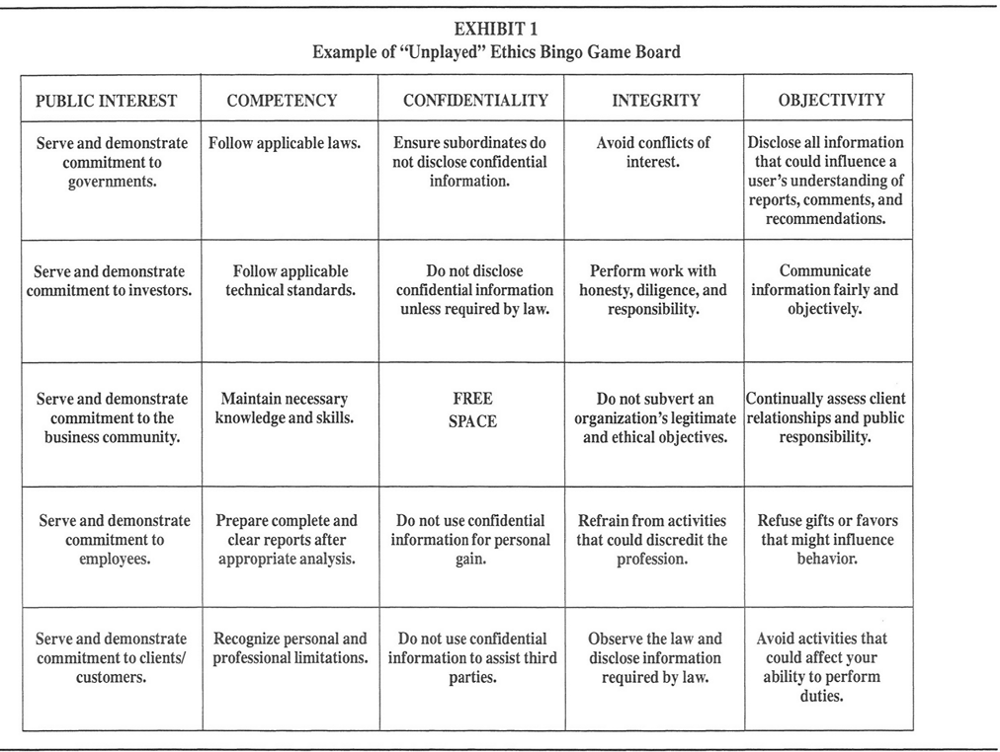 EXHIBIT 1
Example of “Unplayed” Ethics Bingo Game Board
PUBLIC INTEREST
COMPETENCY
CONFIDENTIALITY
INTEGRITY
OBJECTIVITY
Serve and demonstrate
commitment to
governments.
Follow applicable laws.
Ensure subordinates do
not disclose confidential
information.
Avoid conflicts of
interest.
Disclose all information
that could influence a
user’s understanding of
reports, comments, and
recommendations.
Serve and demonstrate
commitment to investors.
Follow applicable
technical standards.
Do not disclose
confidential information
unless required by law.
Perform work with
honesty, diligence, and
responsibility.
Communicate
information fairly and
objectively.
Serve and demonstrate
commitment to the
business community.
Maintain necessary
knowledge and skills.
FREE
SPACE
Do not subvert an
organization’s legitimate
and ethical objectives.
Continually assess client
relationships and public
responsibility.
Serve and demonstrate
commitment to
employees.
Prepare complete and
clear reports after
appropriate analysis.
Do not use confidential
information for personal
gain.
Refrain from activities
that could discredit the
profession.
Refuse gifts or favors
that might influence
behavior.
Serve and demonstrate
commitment to clients/
customers.
Recognize personal and
professional limitations.
Do not use confidential
information to assist third
parties.
Observe the law and
disclose information
required by law.
Avoid activities that
could affect your
ability to perform
duties.